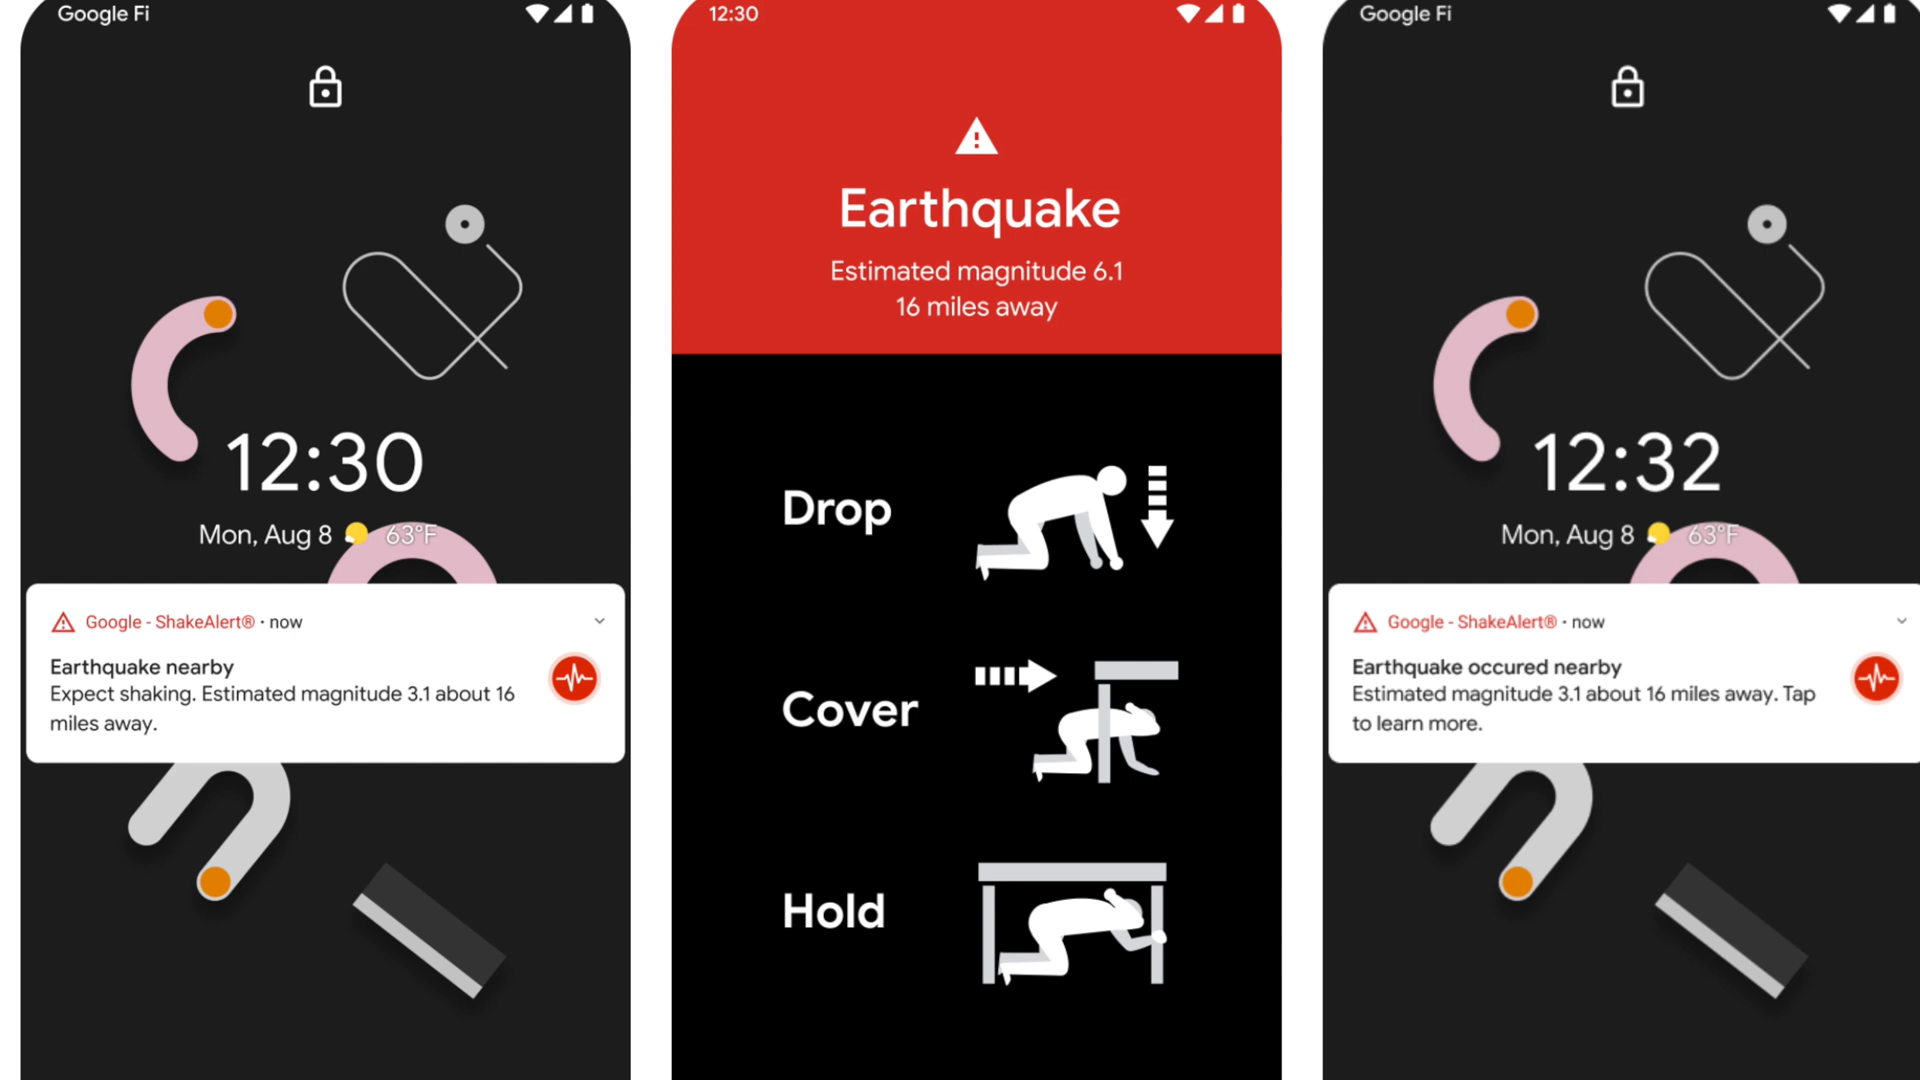 Google Fi
12:30
Mon, Aug 8 63°F
Google - ShakeAlert® · now
Earthquake nearby
Expect shaking. Estimated magnitude 3.1 about 16
miles away.
12:30
Earthquake
Estimated magnitude 6.1
16 miles away
Drop
Cover
Hold
Google Fi
12:32
Mon, Aug 8 63°F
Google - ShakeAlert® · now
Earthquake occured nearby
Estimated magnitude 3.1 about 16 miles away. Tap
to learn more.